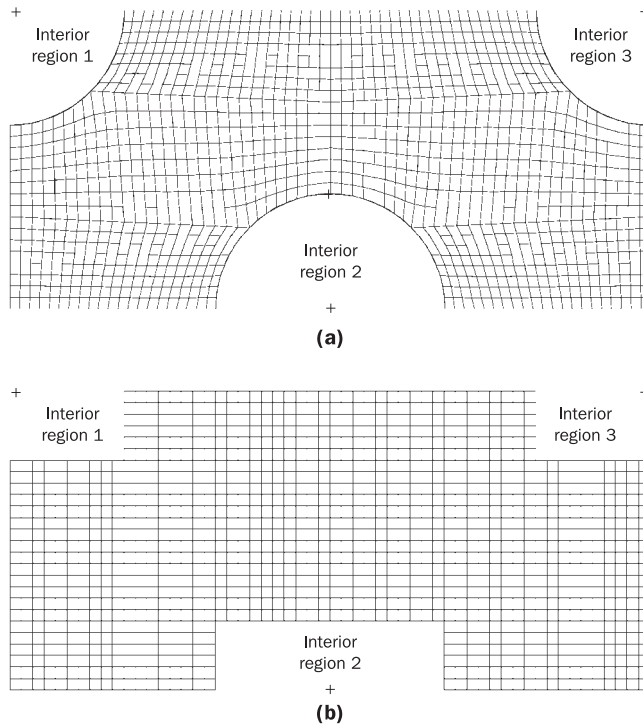 Interior
region 1
Interior
region 3
Interior
region 2
(a)
Interior
region 1
Interior
region 3
Interior
region 2
(b)